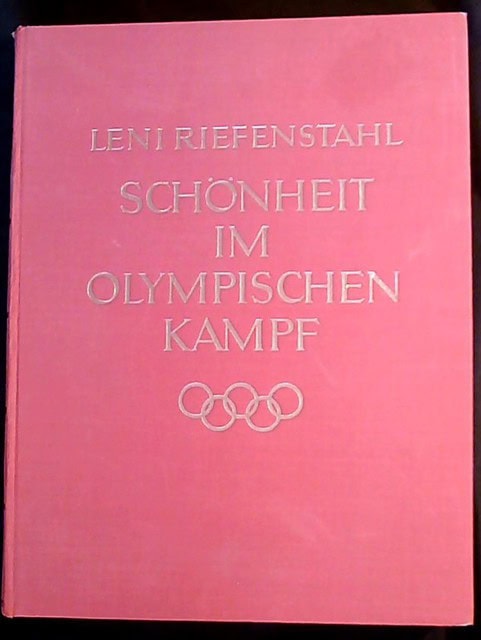 LENI RIEFENSTAHL
SCHÖNHEIT
IM
OLYMPISCHEN
KAMPF